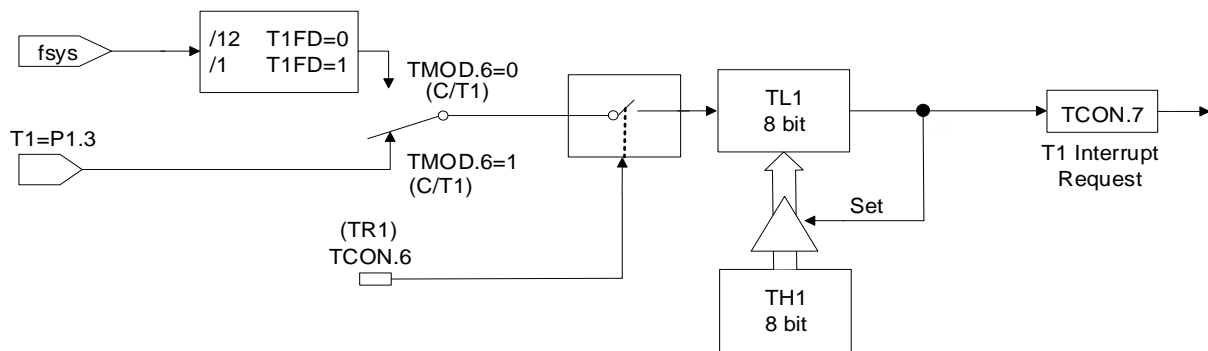 fsys
/12 T1FD=0
/1 T1FD=1
TMOD.6=0
(C/T1)
T1=P1.3
TMOD.6=1
(C/T1)
(TR1)
TCON.6
TL1
8 bit
Set
TH1
8 bit
TCON.7
T1 Interrupt
Request